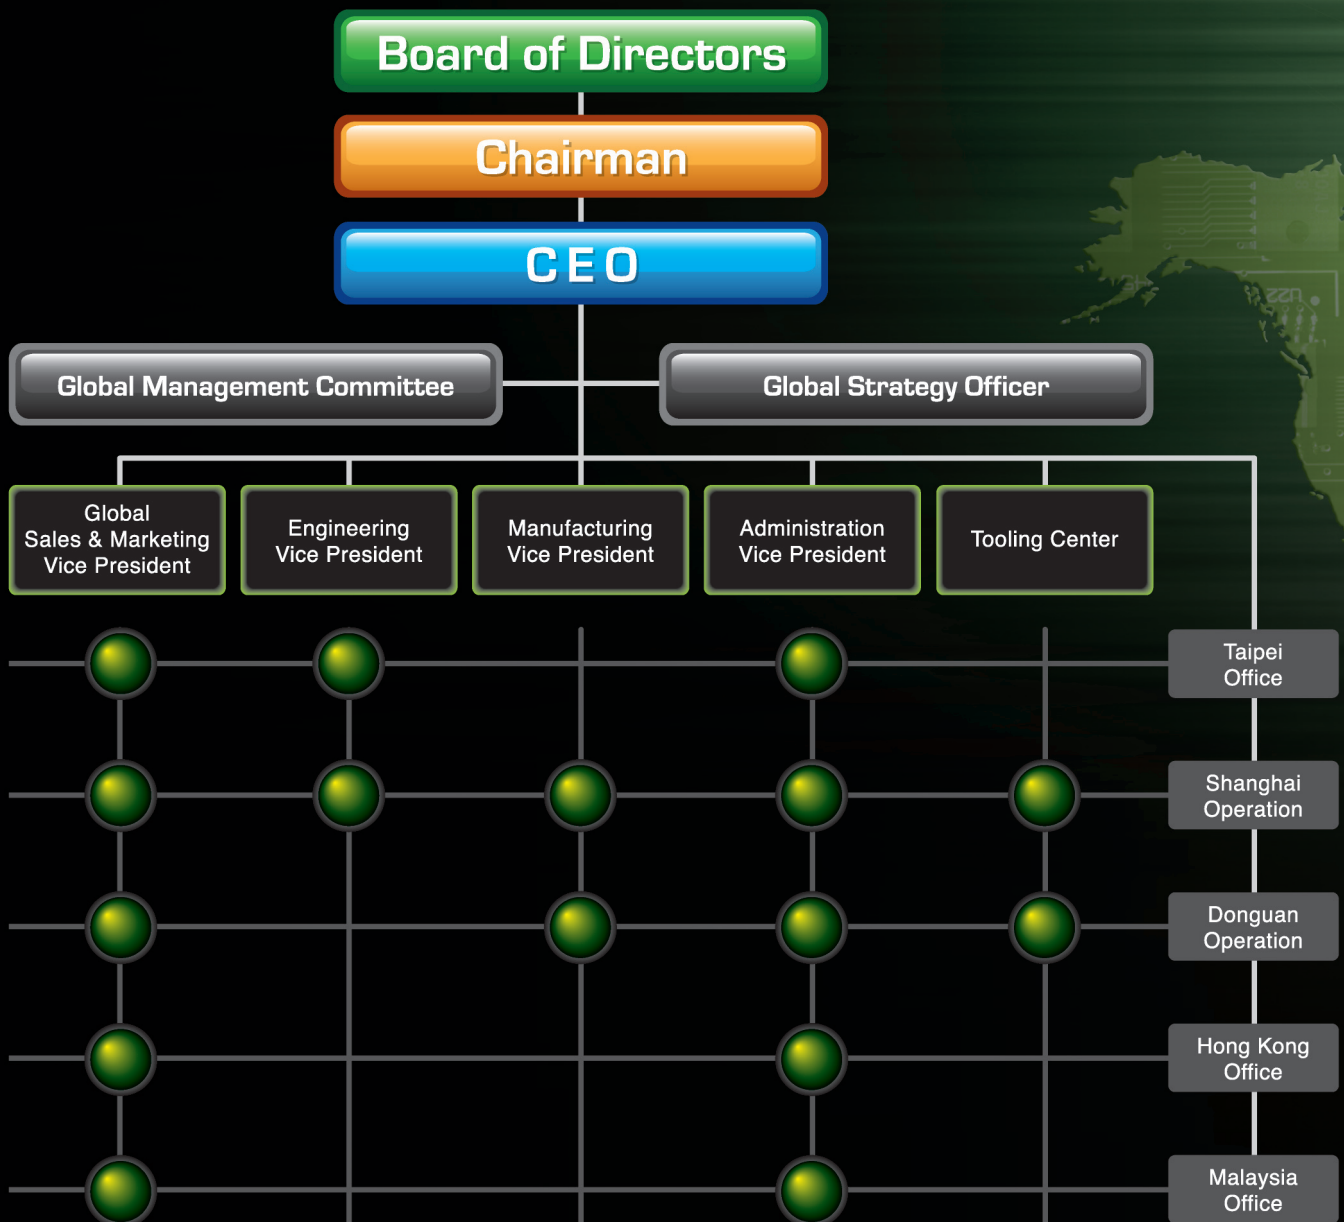 Board of Directors
Chairman
CEO
Global Management Committee
Global Strategy Officer
Global
Sales & Marketing
Vice President
Engineering
Vice President
Manufacturing
Vice President
Administration
Vice President
Tooling Center
Taipei
Office
Shanghai
Operation
Donguan
Operation
Hong Kong
Office
Malaysia
Office